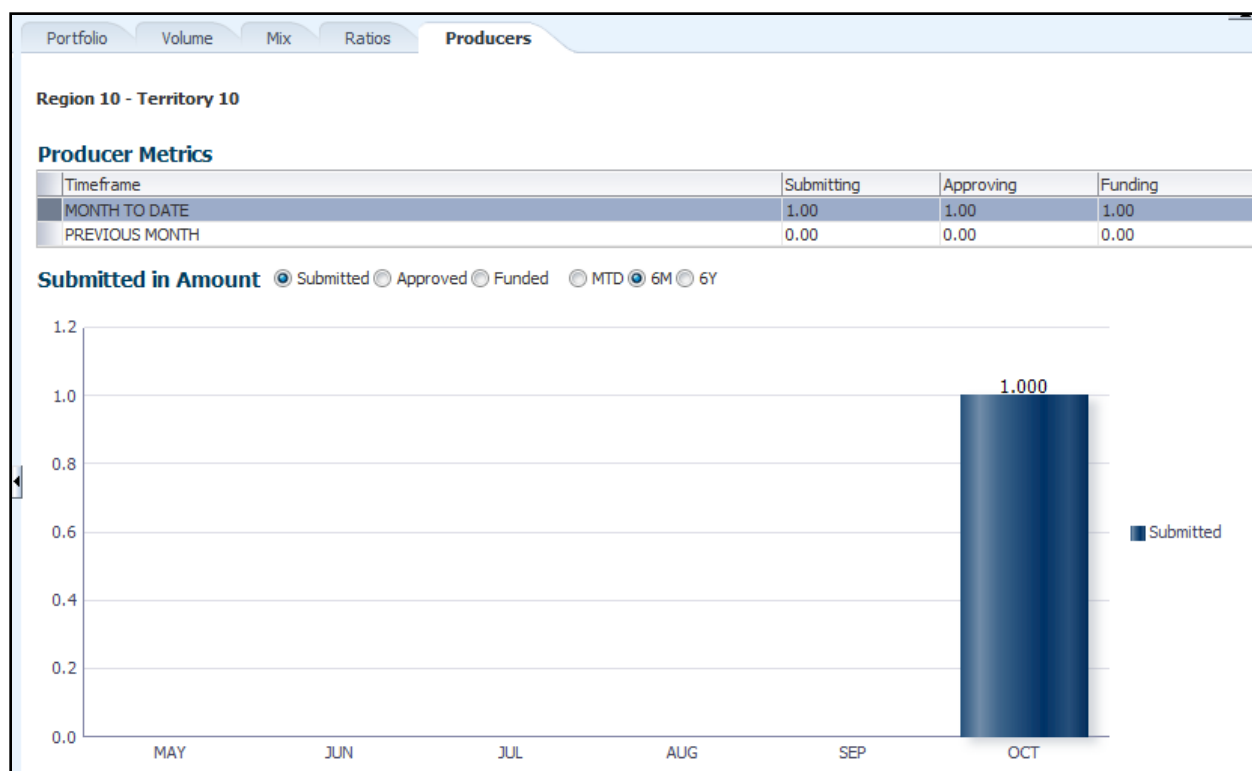 Portfolio Volume Mix Ratios Producers
Region 10 - Territory 10
Producer Metrics
Timeframe Submitting Approving Funding
MONTH TO DATE 1.00 1.00 1.00
PREVIOUS MONTH 0.00 0.00 0.00
Submitted in Amount Submitted Approved Funded MTD 6M 6Y
1.2
1.000
1.0
0.8
0.6
Submitted
0.4
0.2
0.0
MAY JUN JUL AUG SEP OCT